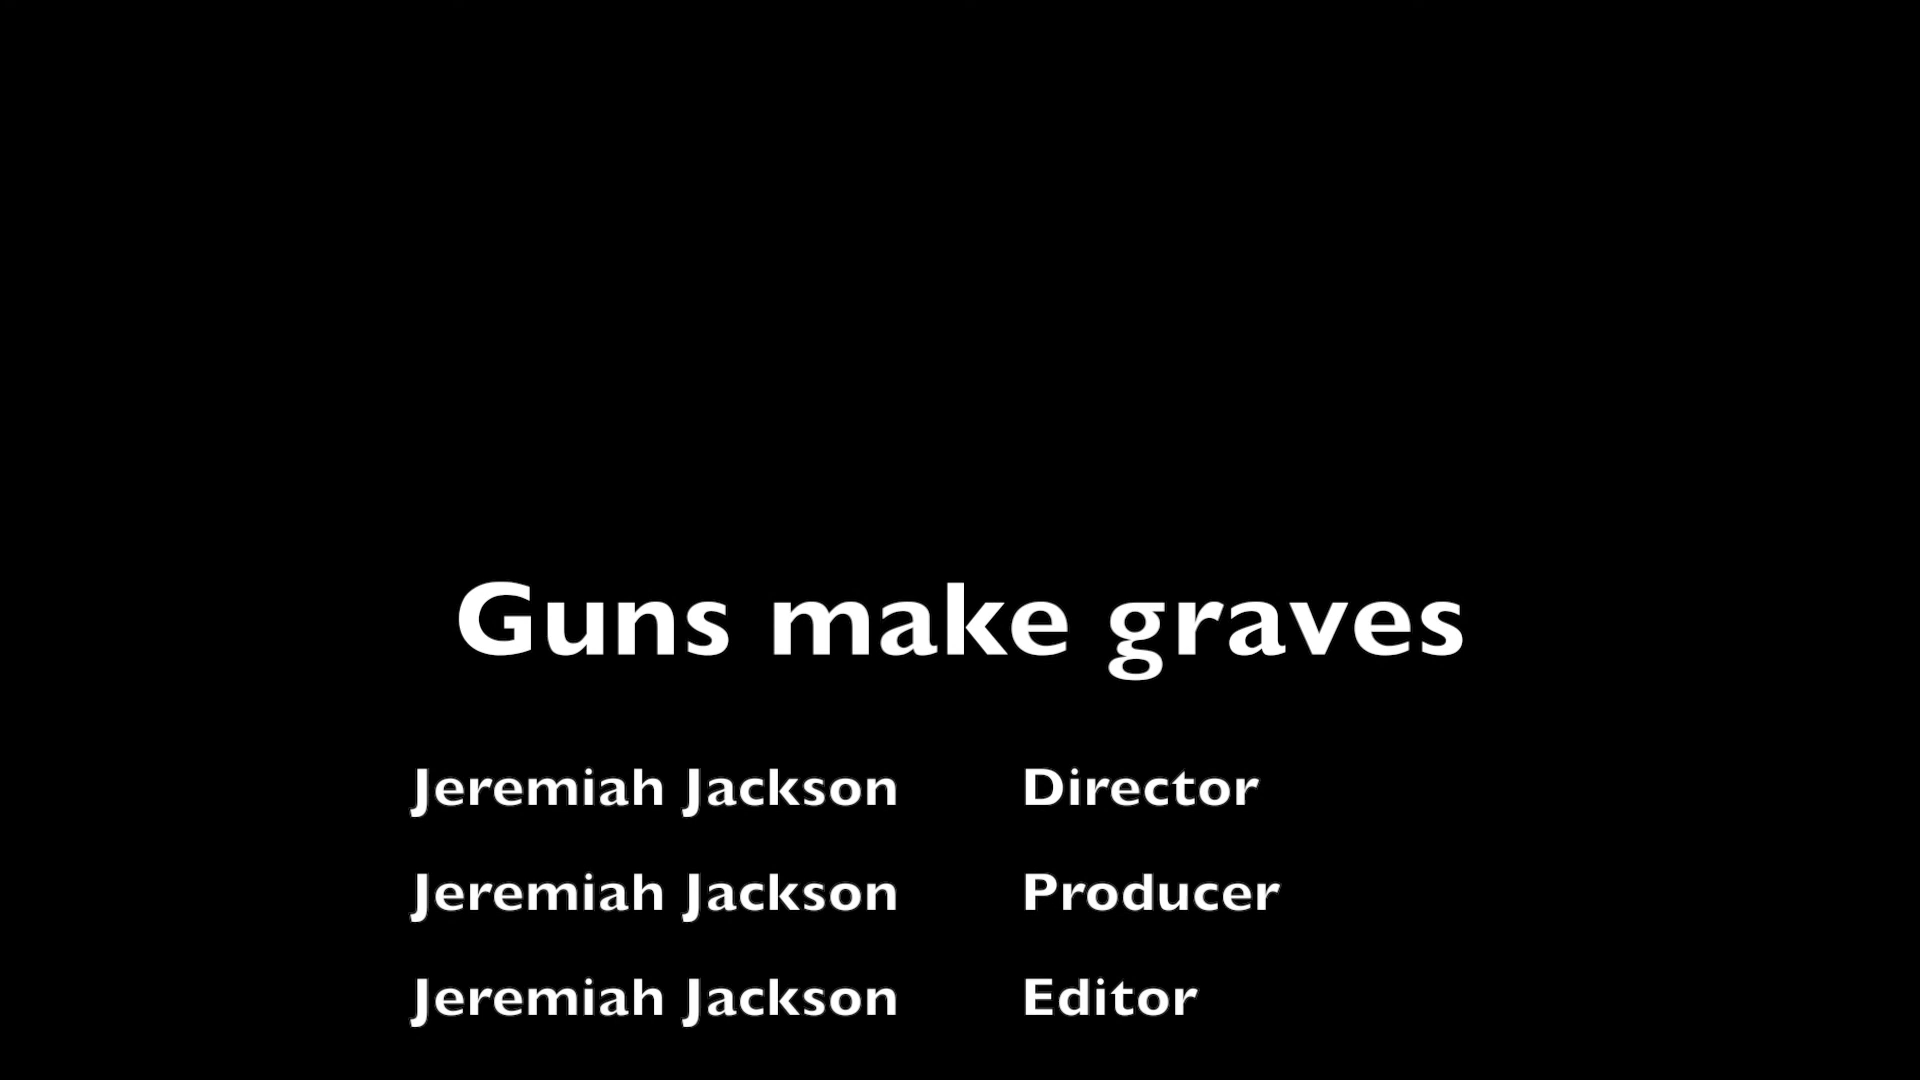 Guns make graves
Jeremiah Jackson Director
Jeremiah Jackson Producer
Jeremiah Jackson Editor